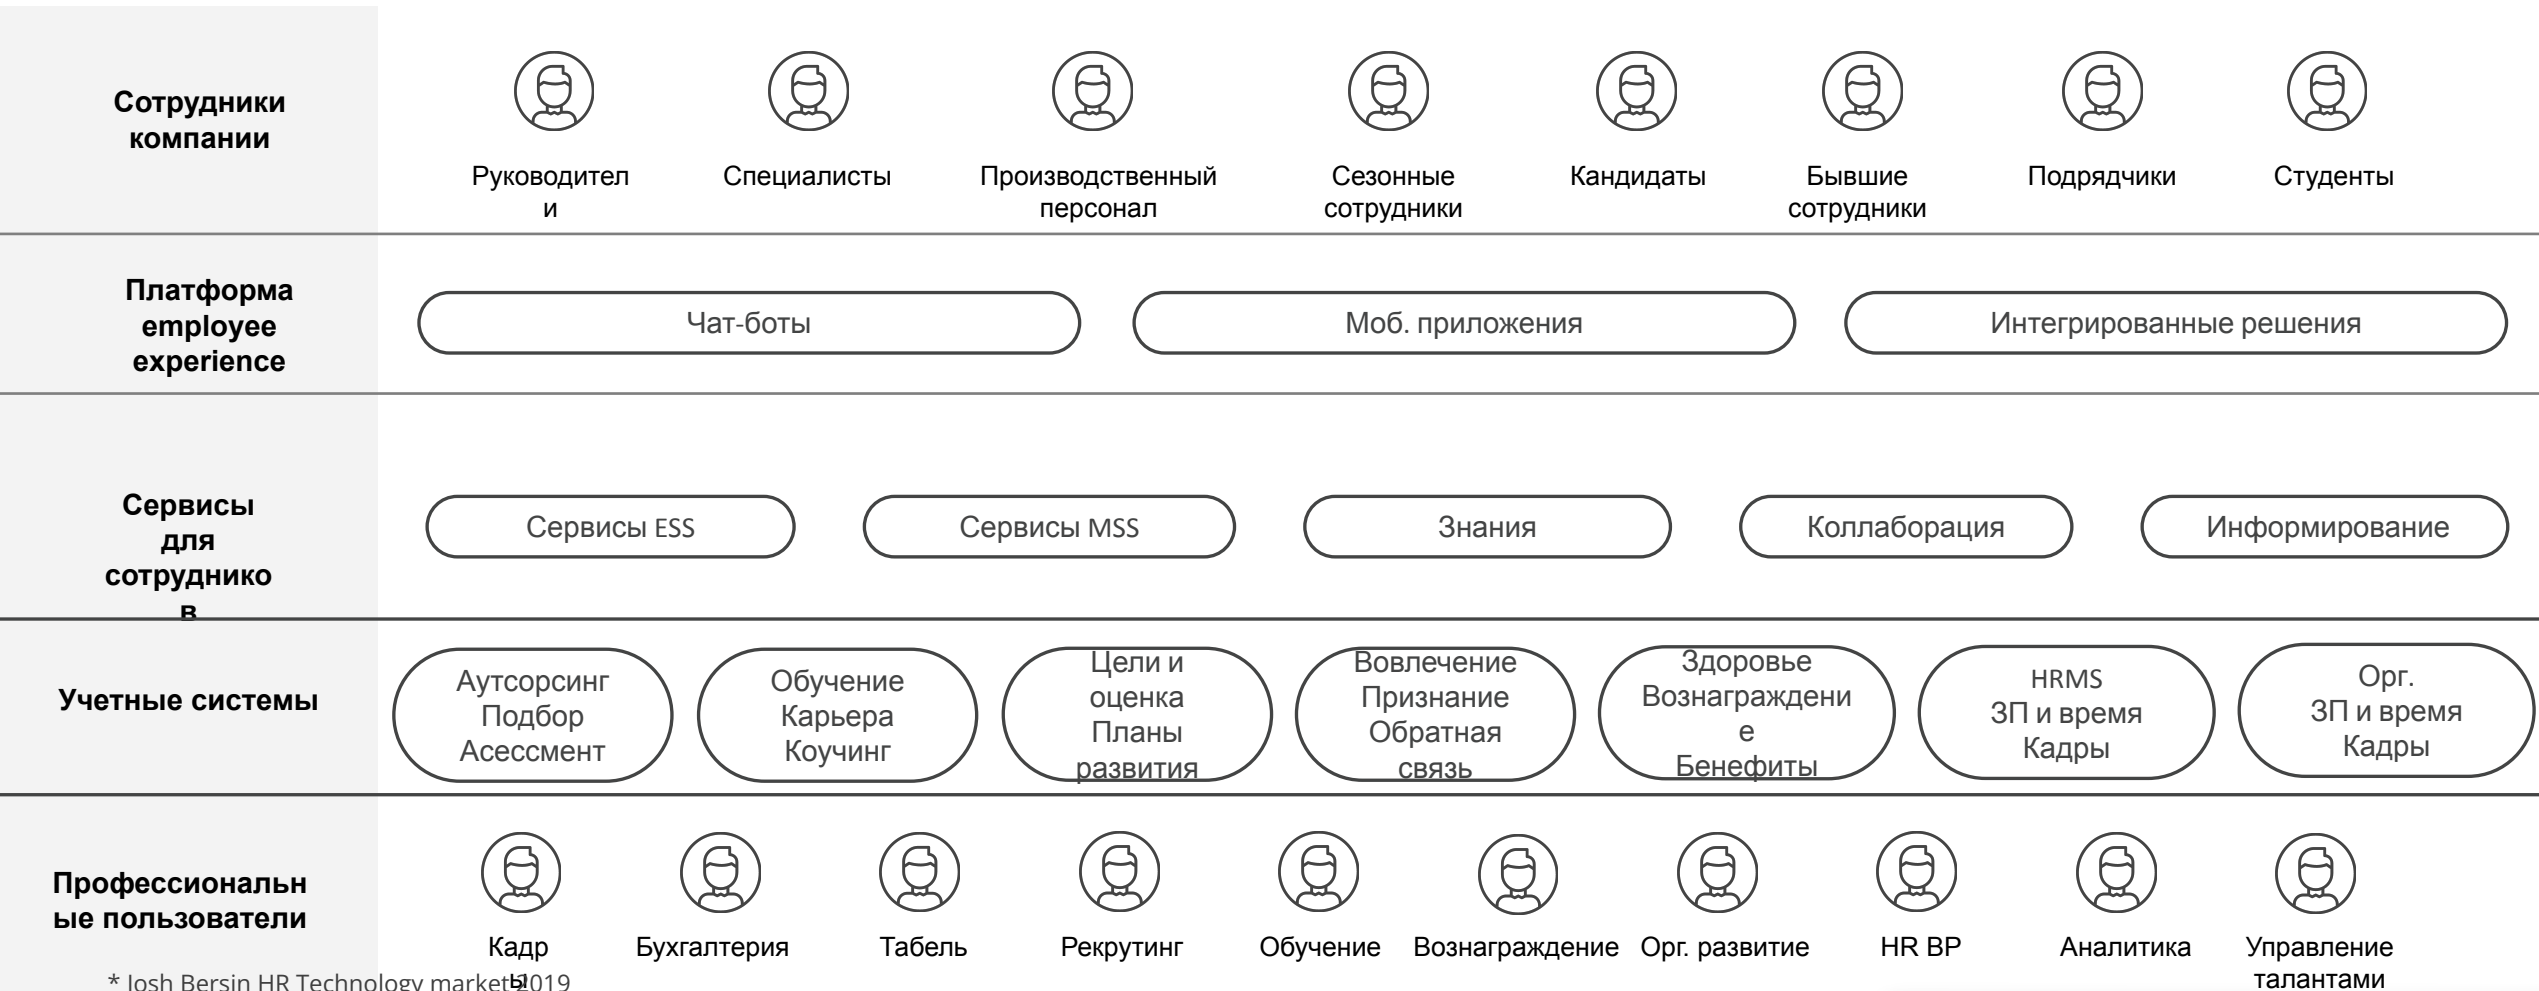 Сотрудники
компании
Руководител
и
Специалисты
Производственный
персонал
Сезонные
сотрудники
Кандидаты
Бывшие
сотрудники
Подрядчики
Студенты
Платформа
employee
experience
Чат-боты
Моб. приложения
Интегрированные решения
Сервисы
для
сотруднико
в
Сервисы ESS
Сервисы MSS
Знания
Коллаборация
Информирование
Учетные системы
Аутсорсинг
Подбор
Асессмент
Обучение
Карьера
Коучинг
Цели и
оценка
Планы
развития
Вовлечение
Признание
Обратная
связь
Здоровье
Вознаграждени
е
Бенефиты
HRMS
ЗП и время
Кадры
Орг.
ЗП и время
Кадры
Профессиональн
ые пользователи
Кадр
ы
Бухгалтерия
Табель
Рекрутинг
Обучение
Вознаграждение
Орг. развитие
HR BP
Аналитика
Управление
талантами
* Josh Bersin HR Technology market 2019